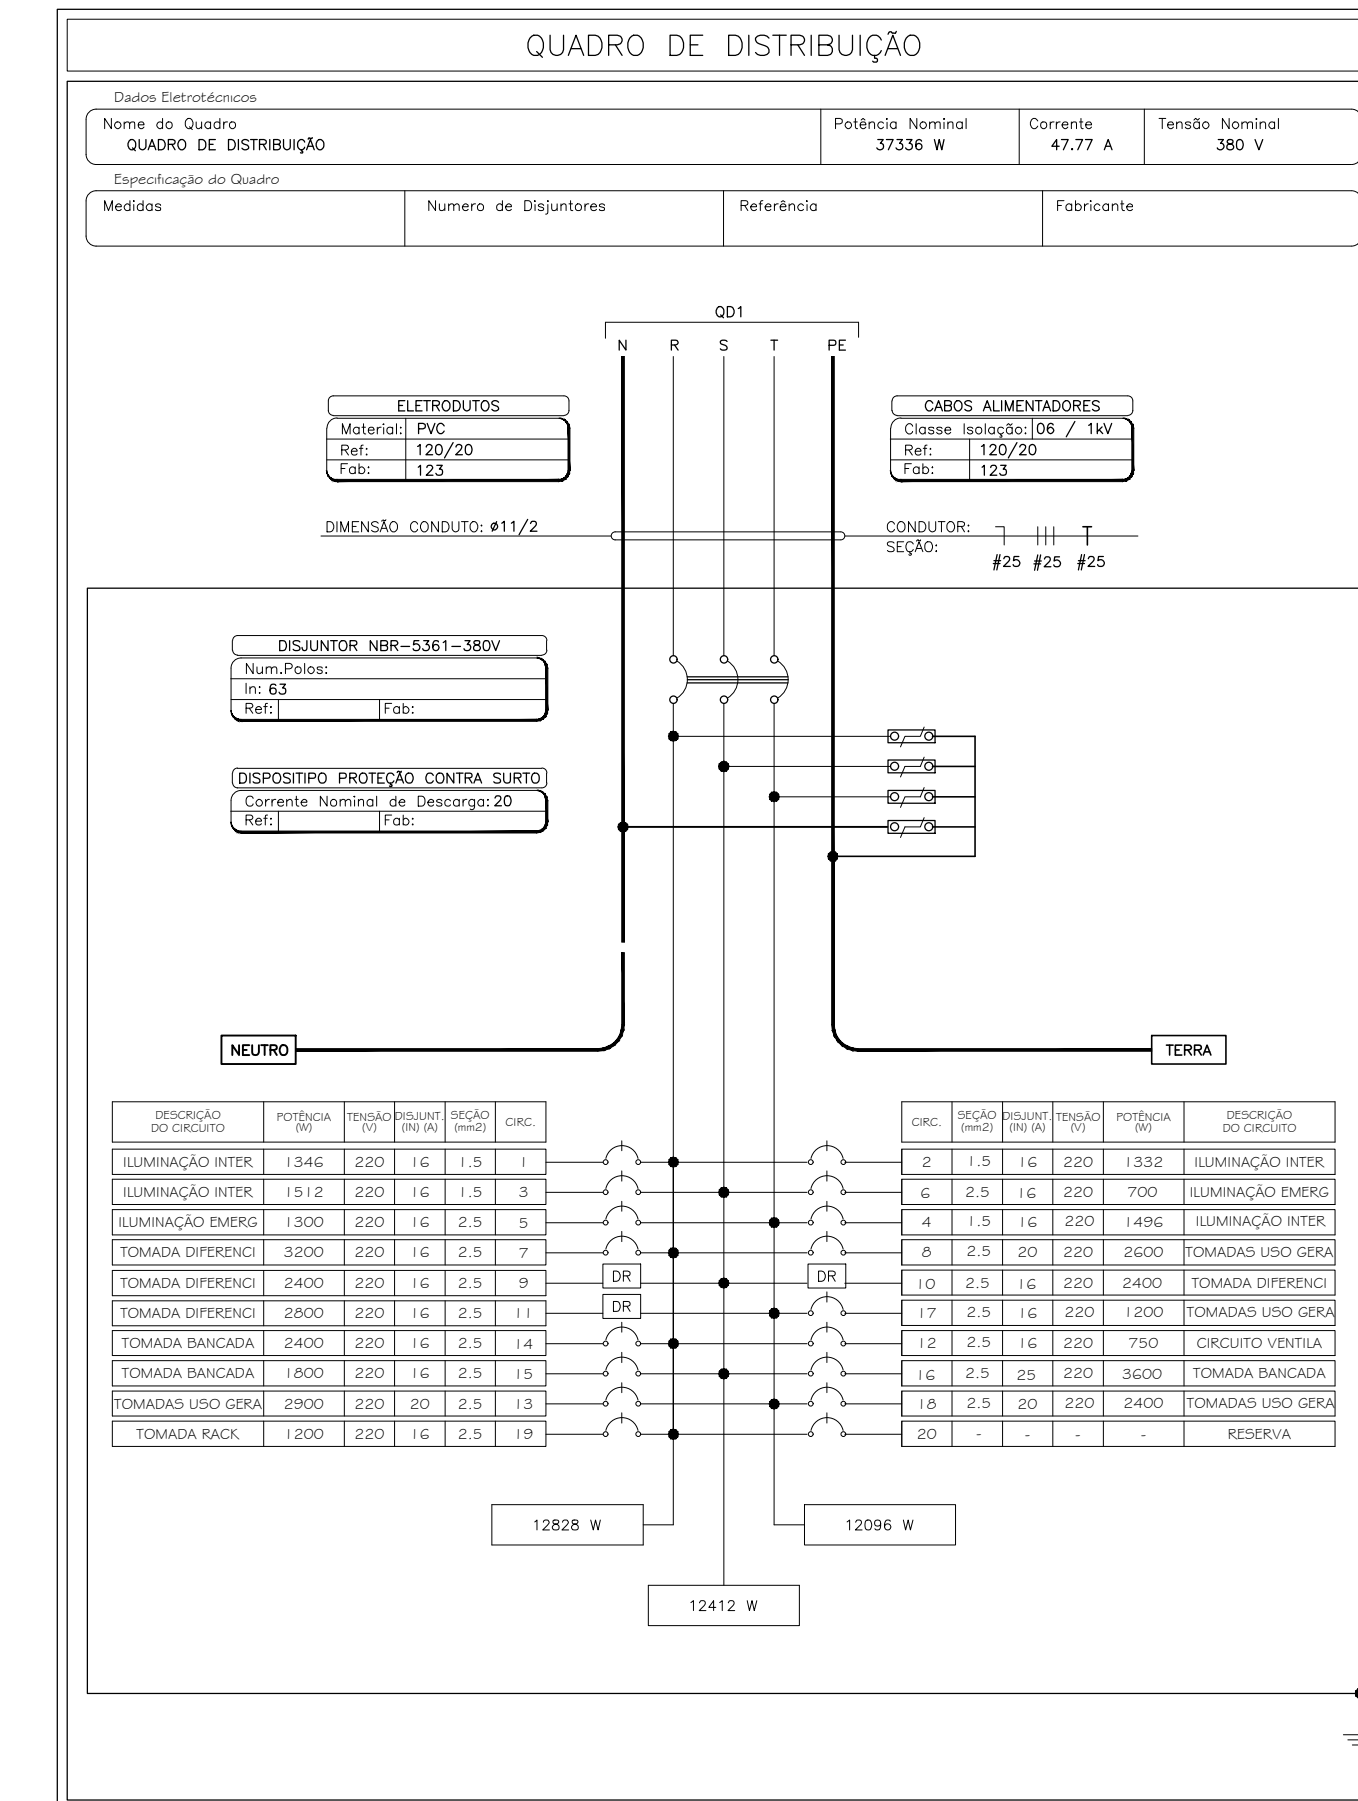 QUADRO DE DISTRIBUIÇÃO
Dados Eletrotécnicos
Nome do Quadro
QUADRO DE DISTRIBUIÇÃO
Potência Nominal
37336 W
Corrente
47.77 A
Tensão Nominal
380 V
Especificação do Quadro
Medidas
Numero de Disjuntores
Referência
Fabricante
QD1
N R S T PE
ELETRODUTOS
Material: PVC
Ref: 120/20
Fab: 123
CABOS ALIMENTADORES
Classe Isolação: 06 / 1kV
Ref: 120/20
Fab: 123
DIMENSÃO CONDUTO: ø11/2
CONDUTOR:
SEÇÃO:
#25 #25 #25
DISJUNTOR NBR-5361-380V
Num.Polos:
In: 63
Ref: Fab:
DISPOSITIPO PROTEÇÃO CONTRA SURTO
Corrente Nominal de Descarga: 20
Ref: Fab:
NEUTRO
TERRA
DESCRIÇÃO DO CIRCUITO POTÊNCIA (W) TENSÃO (V) DISJUNT. (IN) (A) SEÇÃO (mm2) CIRC.
ILUMINAÇÃO INTER 1346 220 16 1.5 1
ILUMINAÇÃO INTER 1512 220 16 1.5 3
ILUMINAÇÃO EMERG 1300 220 16 2.5 5
TOMADA DIFERENCI 3200 220 16 2.5 7
TOMADA DIFERENCI 2400 220 16 2.5 9 DR
TOMADA DIFERENCI 2800 220 16 2.5 11 DR
TOMADA BANCADA 2400 220 16 2.5 14
TOMADA BANCADA 1800 220 16 2.5 15
TOMADAS USO GERA 2900 220 20 2.5 13
TOMADA RACK 1200 220 16 2.5 19
CIRC. SEÇÃO (mm2) DISJUNT. (IN) (A) TENSÃO (V) POTÊNCIA (W) DESCRIÇÃO DO CIRCUITO
2 1.5 16 220 1332 ILUMINAÇÃO INTER
6 2.5 16 220 700 ILUMINAÇÃO EMERG
4 1.5 16 220 1496 ILUMINAÇÃO INTER
8 2.5 20 220 2600 TOMADAS USO GERA
DR 10 2.5 16 220 2400 TOMADA DIFERENCI
17 2.5 16 220 1200 TOMADAS USO GERA
12 2.5 16 220 750 CIRCUITO VENTILA
16 2.5 25 220 3600 TOMADA BANCADA
18 2.5 20 220 2400 TOMADAS USO GERA
20 - - - - RESERVA
12828 W
12096 W
12412 W